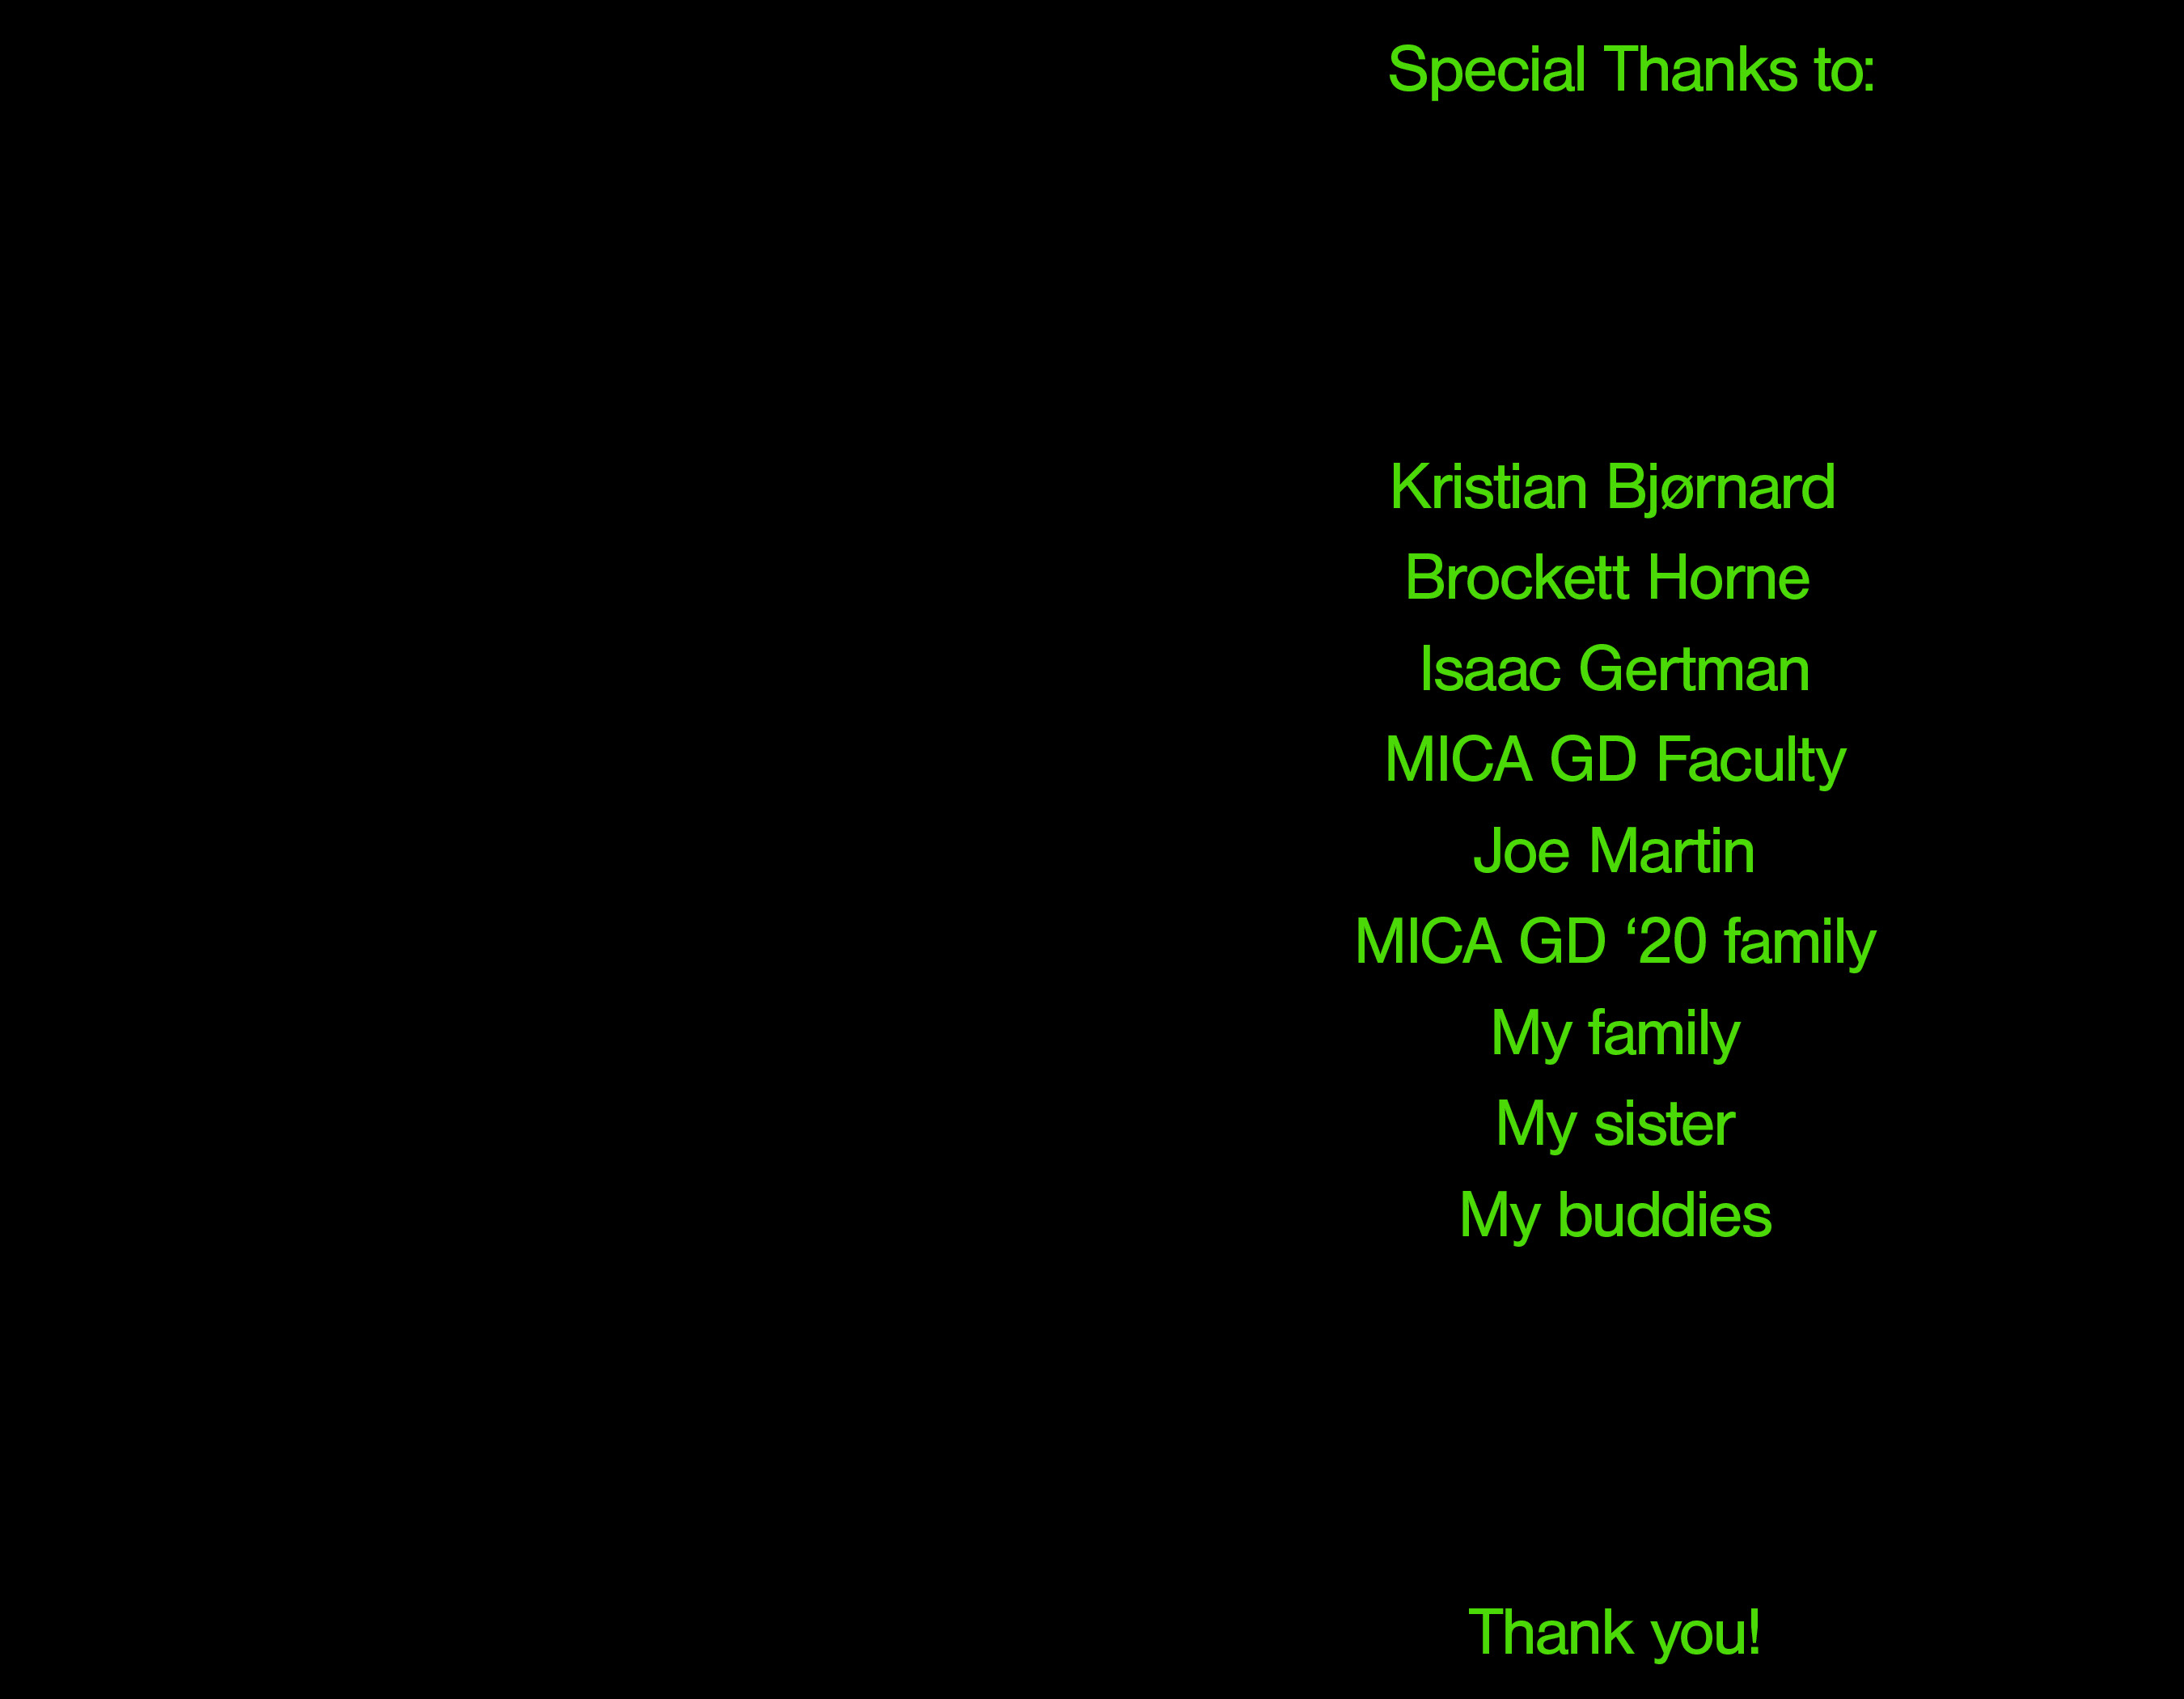 Special Thanks to:
Kristian Bjørnard
Brockett Horne
Isaac Gertman
MICA GD Faculty
Joe Martin
MICA GD ‘20 family
My family
My sister
My buddies
Thank you!